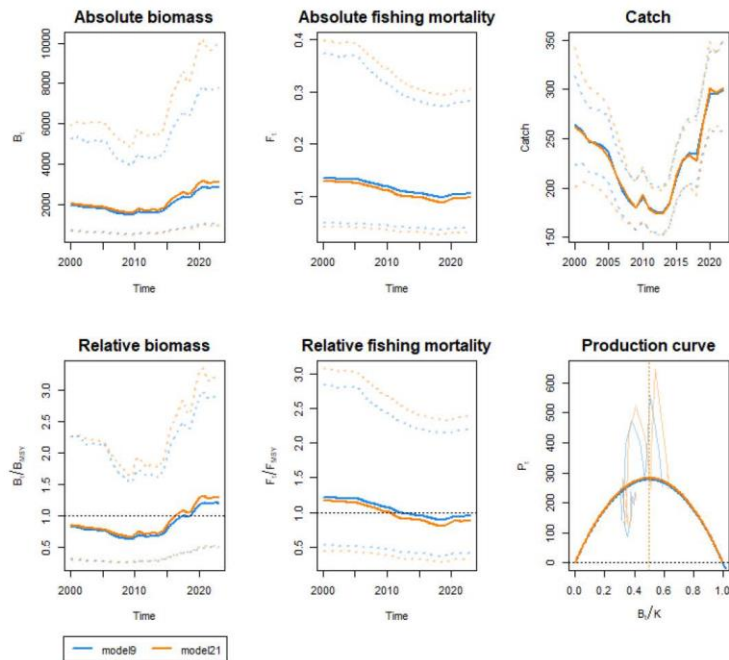 Absolute biomass
Bt
10000
8000
6000
4000
2000
2000 2010 2020
Time
Absolute fishing mortality
Ft
0.4
0.3
0.2
0.1
2000 2010 2020
Time
Catch
Catch
350
300
250
200
150
2000 2005 2010 2015 2020
Time
Relative biomass
Bt/BMSY
3.0
2.5
2.0
1.5
1.0
0.5
2000 2010 2020
Time
Relative fishing mortality
Ft/FMSY
3.0
2.5
2.0
1.5
1.0
0.5
2000 2010 2020
Time
Production curve
Pt
600
500
400
300
200
100
0
0.0 0.2 0.4 0.6 0.8 1.0
Bt/K
model9 model21